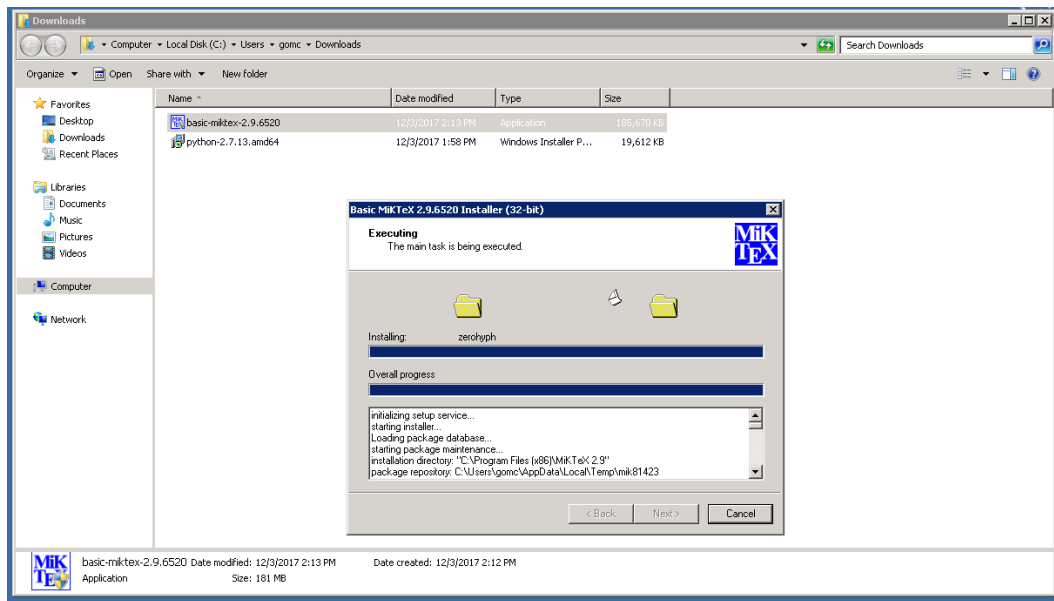 Downloads
Computer Local Disk (C:) Users gomc Downloads
Search Downloads
Organize Open Share with New folder
Name Date modified Type Size
Favorites
Desktop
Downloads
Recent Places
Libraries
Documents
Music
Pictures
Videos
Computer
Network
basic-miktex-2.9.6520 12/3/2017 2:13 PM Application 185,670 KB
python-2.7.13.amd64 12/3/2017 1:58 PM Windows Installer P... 19,612 KB
Basic MiKTeX 2.9.6520 Installer (32-bit)
Executing
The main task is being executed.
MiK
TEX
Installing: zerohyph
Overall progress
initializing setup service...
starting installer...
Loading package database...
starting package maintenance...
installation directory: "C:\Program Files (x86)\MiKTeX 2.9"
package repository: C:\Users\gomc\AppData\Local\Temp\mik81423
< Back Next > Cancel
MiK
TEX
basic-miktex-2.9.6520 Date modified: 12/3/2017 2:13 PM Date created: 12/3/2017 2:12 PM
Application Size: 181 MB